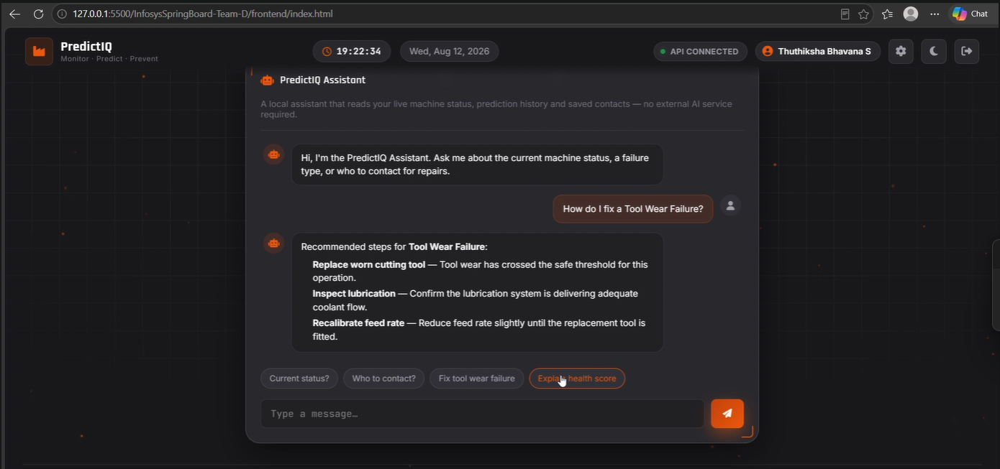 127.0.0.1:5500/InfosysSpringBoard-Team-D/frontend/index.html
Chat
PredictIQ
Monitor · Predict · Prevent
19:22:34
Wed, Aug 12, 2026
API CONNECTED
Thuthiksha Bhavana S
PredictIQ Assistant
A local assistant that reads your live machine status, prediction history and saved contacts — no external AI service
required.
Hi, I'm the PredictIQ Assistant. Ask me about the current machine status, a failure
type, or who to contact for repairs.
How do I fix a Tool Wear Failure?
Recommended steps for Tool Wear Failure:
Replace worn cutting tool — Tool wear has crossed the safe threshold for this
operation.
Inspect lubrication — Confirm the lubrication system is delivering adequate
coolant flow.
Recalibrate feed rate — Reduce feed rate slightly until the replacement tool is
fitted.
Current status?
Who to contact?
Fix tool wear failure
Explain health score
Type a message…